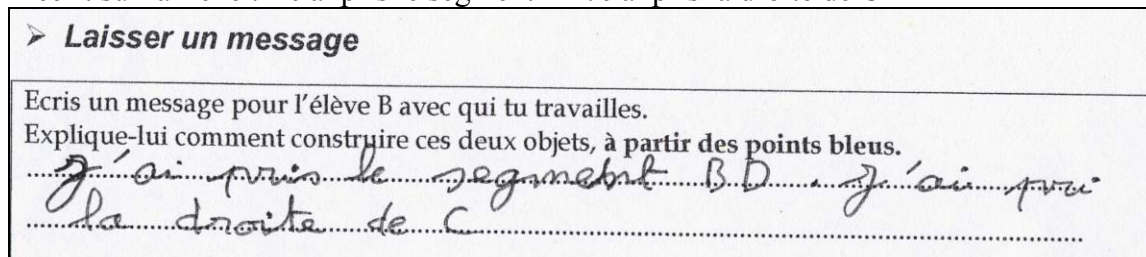 ➢ Laisser un message
Ecris un message pour l'élève B avec qui tu travailles.
Explique-lui comment construire ces deux objets, à partir des points bleus.
J'ai pris le segment BD. J'ai pri
la droite de C